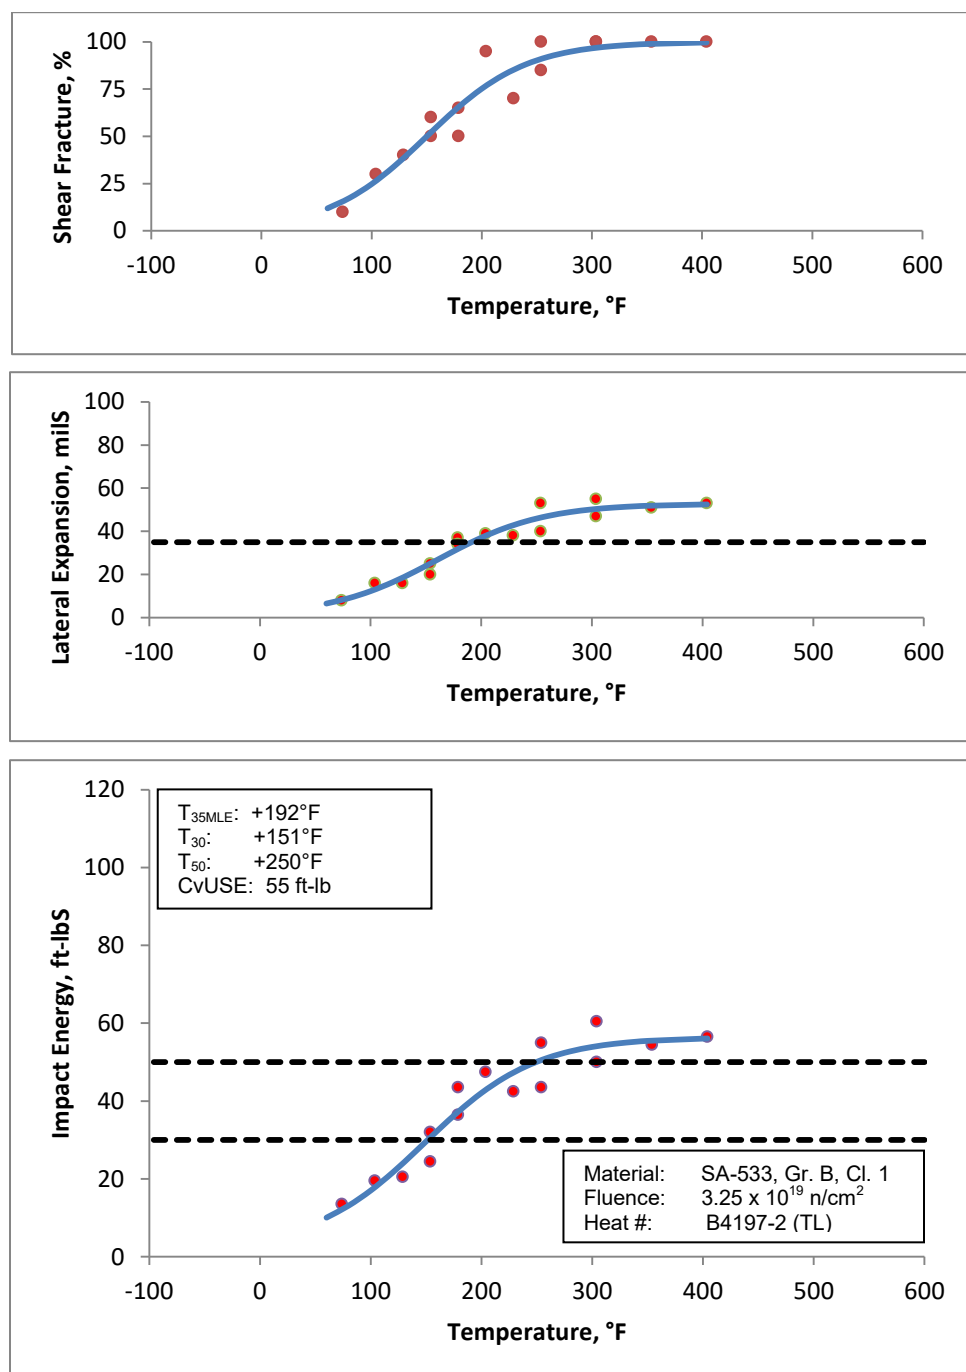 Shear Fracture, %
100
75
50
25
0
-100 0 100 200 300 400 500 600
Temperature, °F
Lateral Expansion, milS
100
80
60
40
20
0
-100 0 100 200 300 400 500 600
Temperature, °F
Impact Energy, ft-lbS
120
100
80
60
40
20
0
T35MLE: +192°F
T30: +151°F
T50: +250°F
CvUSE: 55 ft-lb
Material: SA-533, Gr. B, Cl. 1
Fluence: 3.25 x 10¹⁹ n/cm²
Heat #: B4197-2 (TL)
-100 0 100 200 300 400 500 600
Temperature, °F